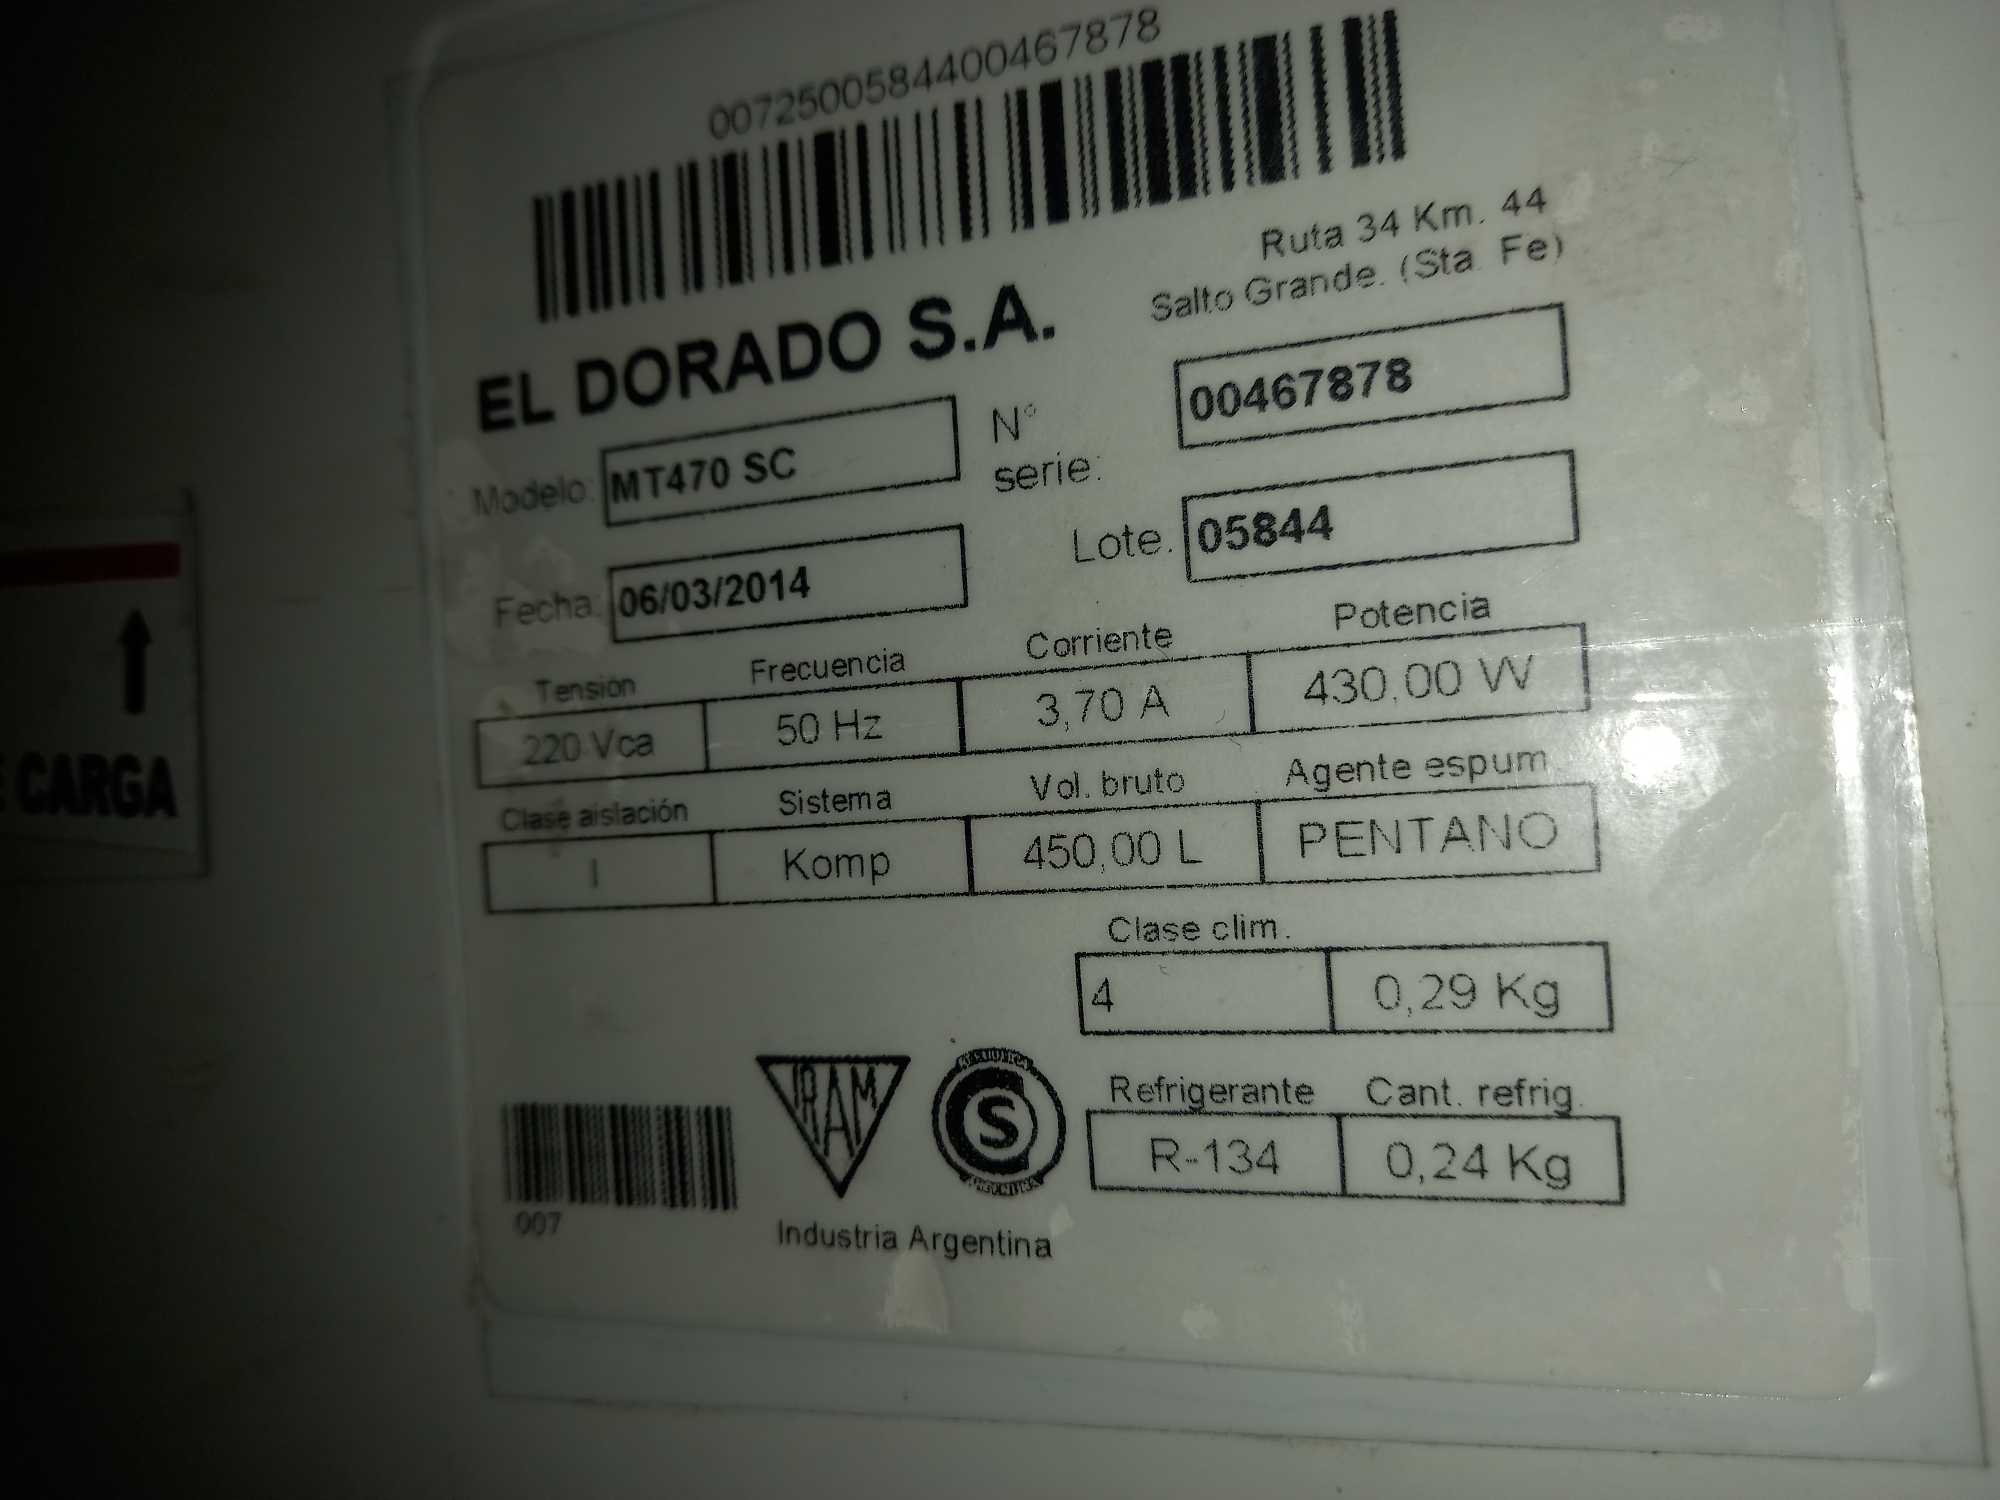 0072500584400467878
Ruta 34 Km. 44
Salto Grande. (Sta. Fe)
EL DORADO S.A.
Modelo: MT470 SC
N° serie: 00467878
Fecha: 06/03/2014
Lote. 05844
Tension Frecuencia Corriente Potencia
220 Vca 50 Hz 3,70 A 430,00 W
Clase aislación Sistema Vol. bruto Agente espum.
I Komp 450,00 L PENTANO
Clase clim.
4 0,29 Kg
Refrigerante Cant. refrig.
R-134 0,24 Kg
IRAM
S
ARGENTINA
007
Industria Argentina
CARGA